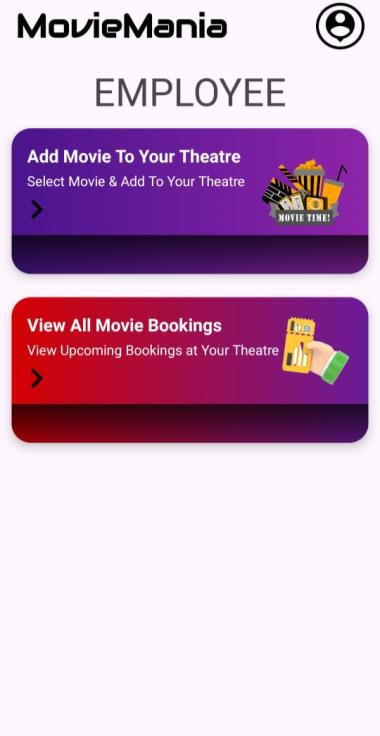 MovieMania
EMPLOYEE
Add Movie To Your Theatre
Select Movie & Add To Your Theatre
MOVIE TIME!
View All Movie Bookings
View Upcoming Bookings at Your Theatre